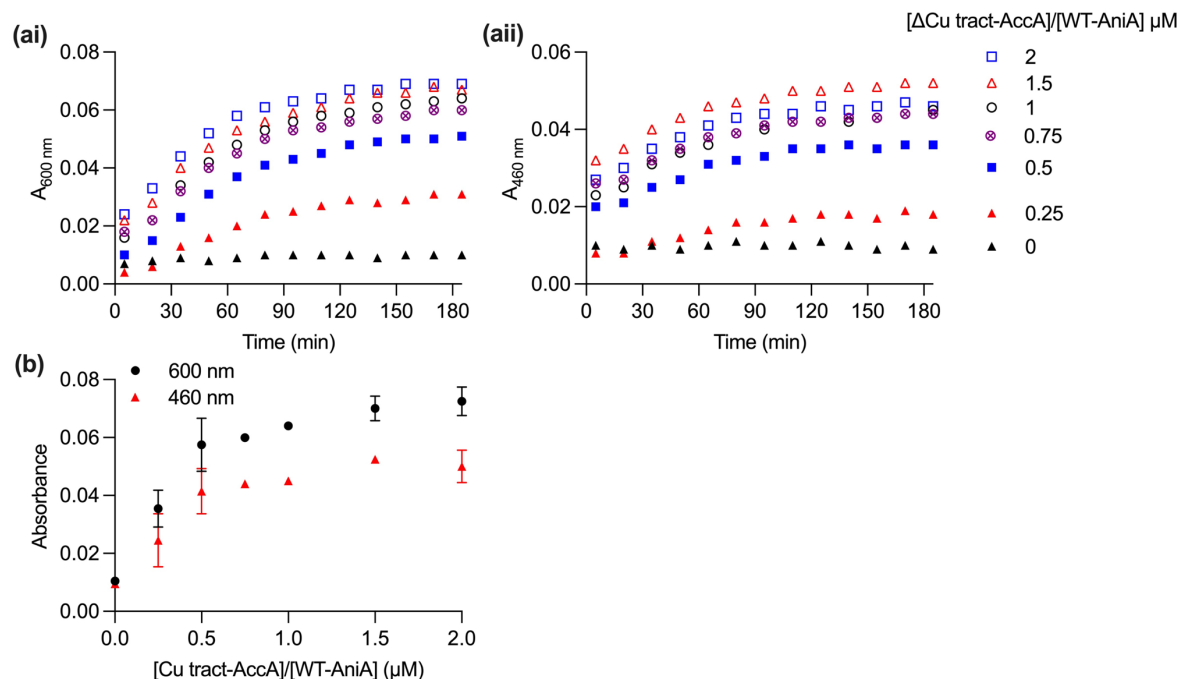 (ai)
0.08
0.06
0.04
0.02
0.00
A600 nm
0 30 60 90 120 150 180
Time (min)
(aii)
0.06
0.04
0.02
0.00
A460 nm
0 30 60 90 120 150 180
Time (min)
[ΔCu tract-AccA]/[WT-AniA] µM
2
1.5
1
0.75
0.5
0.25
0
(b)
600 nm
460 nm
0.08
0.06
0.04
0.02
0.00
Absorbance
0.0 0.5 1.0 1.5 2.0
[Cu tract-AccA]/[WT-AniA] (µM)